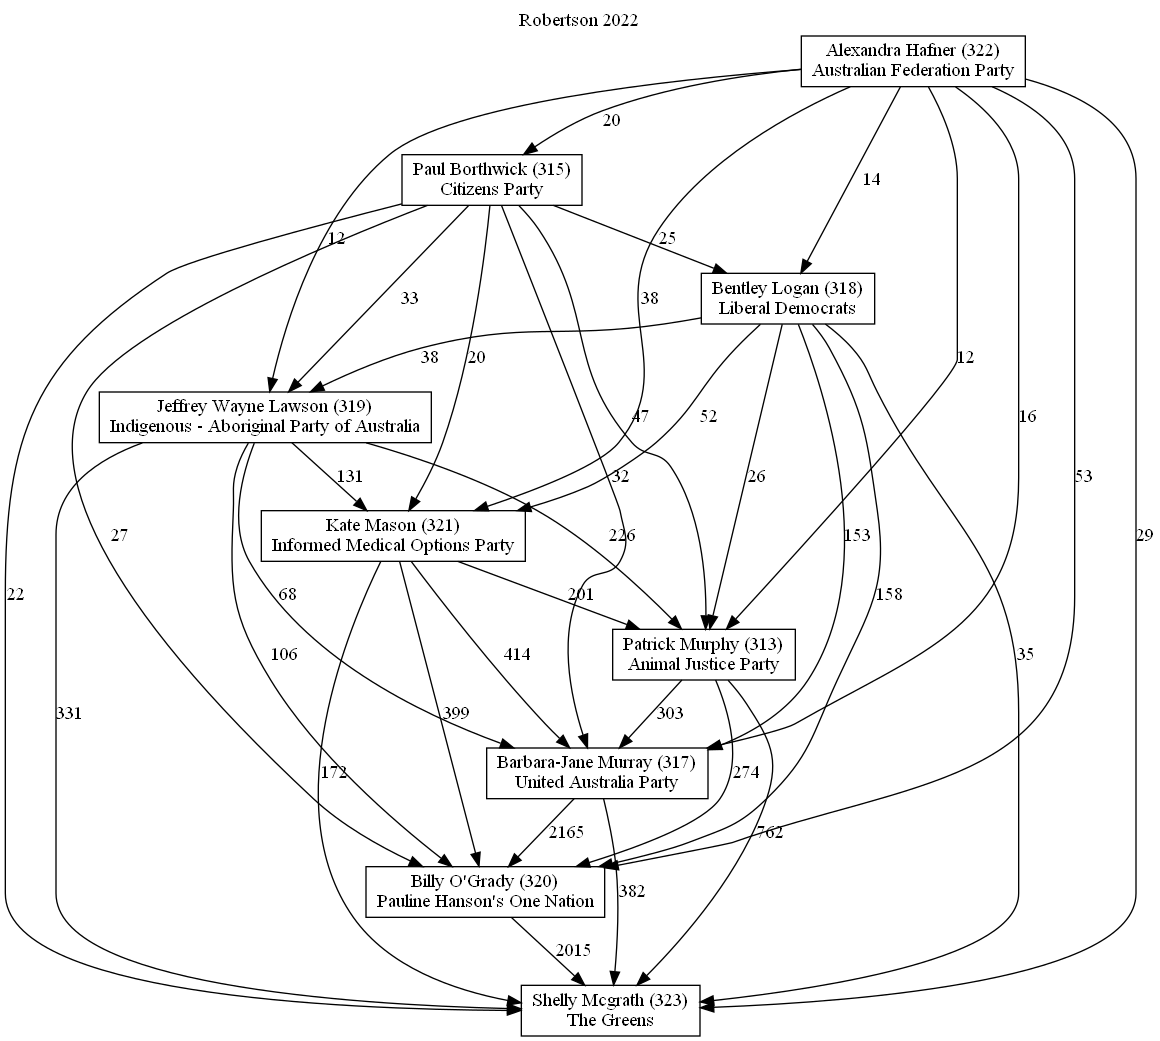 Robertson 2022
Alexandra Hafner (322)
Australian Federation Party
20
Paul Borthwick (315)
Citizens Party
14
12
25
Bentley Logan (318)
Liberal Democrats
33
38
38
20
12
Jeffrey Wayne Lawson (319)
Indigenous - Aboriginal Party of Australia
47
52
16
131
32
26
53
Kate Mason (321)
Informed Medical Options Party
27
226
153
29
22
68
201
158
Patrick Murphy (313)
Animal Justice Party
106
414
35
331
399
303
Barbara-Jane Murray (317)
United Australia Party
172
274
2165
762
Billy O'Grady (320)
Pauline Hanson's One Nation
382
2015
Shelly Mcgrath (323)
The Greens